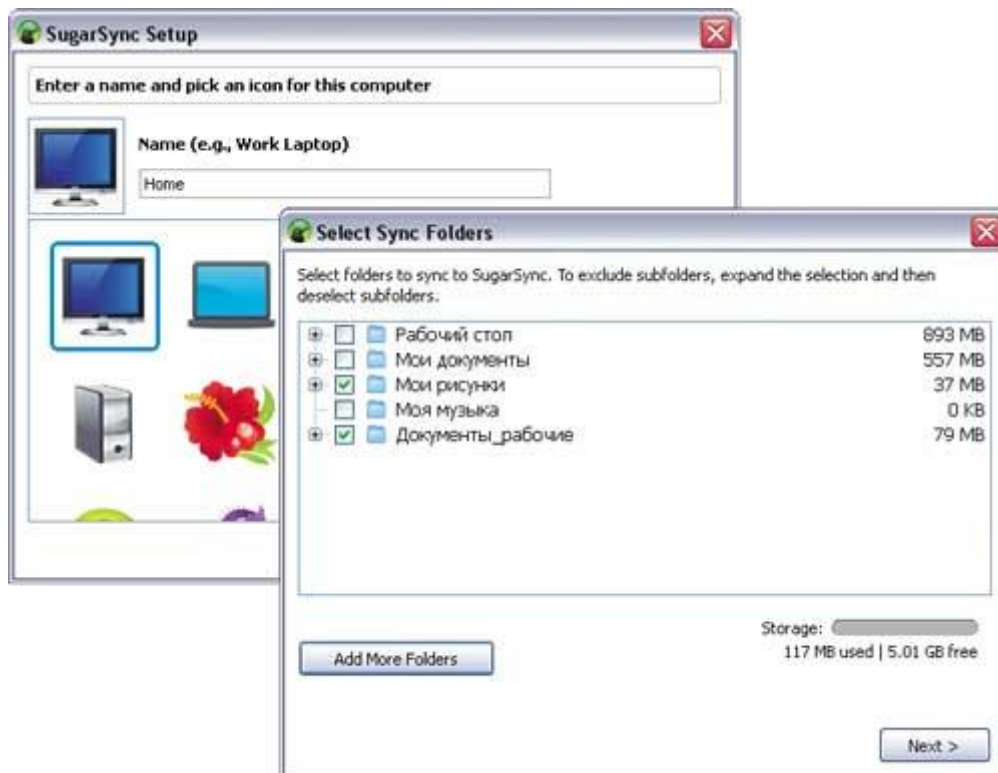 SugarSync Setup
Enter a name and pick an icon for this computer
Name (e.g., Work Laptop)
Home
Select Sync Folders
Select folders to sync to SugarSync. To exclude subfolders, expand the selection and then
deselect subfolders.
Рабочий стол 893 MB
Мои документы 557 MB
Мои рисунки 37 MB
Моя музыка 0 KB
Документы_рабочие 79 MB
Storage:
117 MB used | 5.01 GB free
Add More Folders
Next >